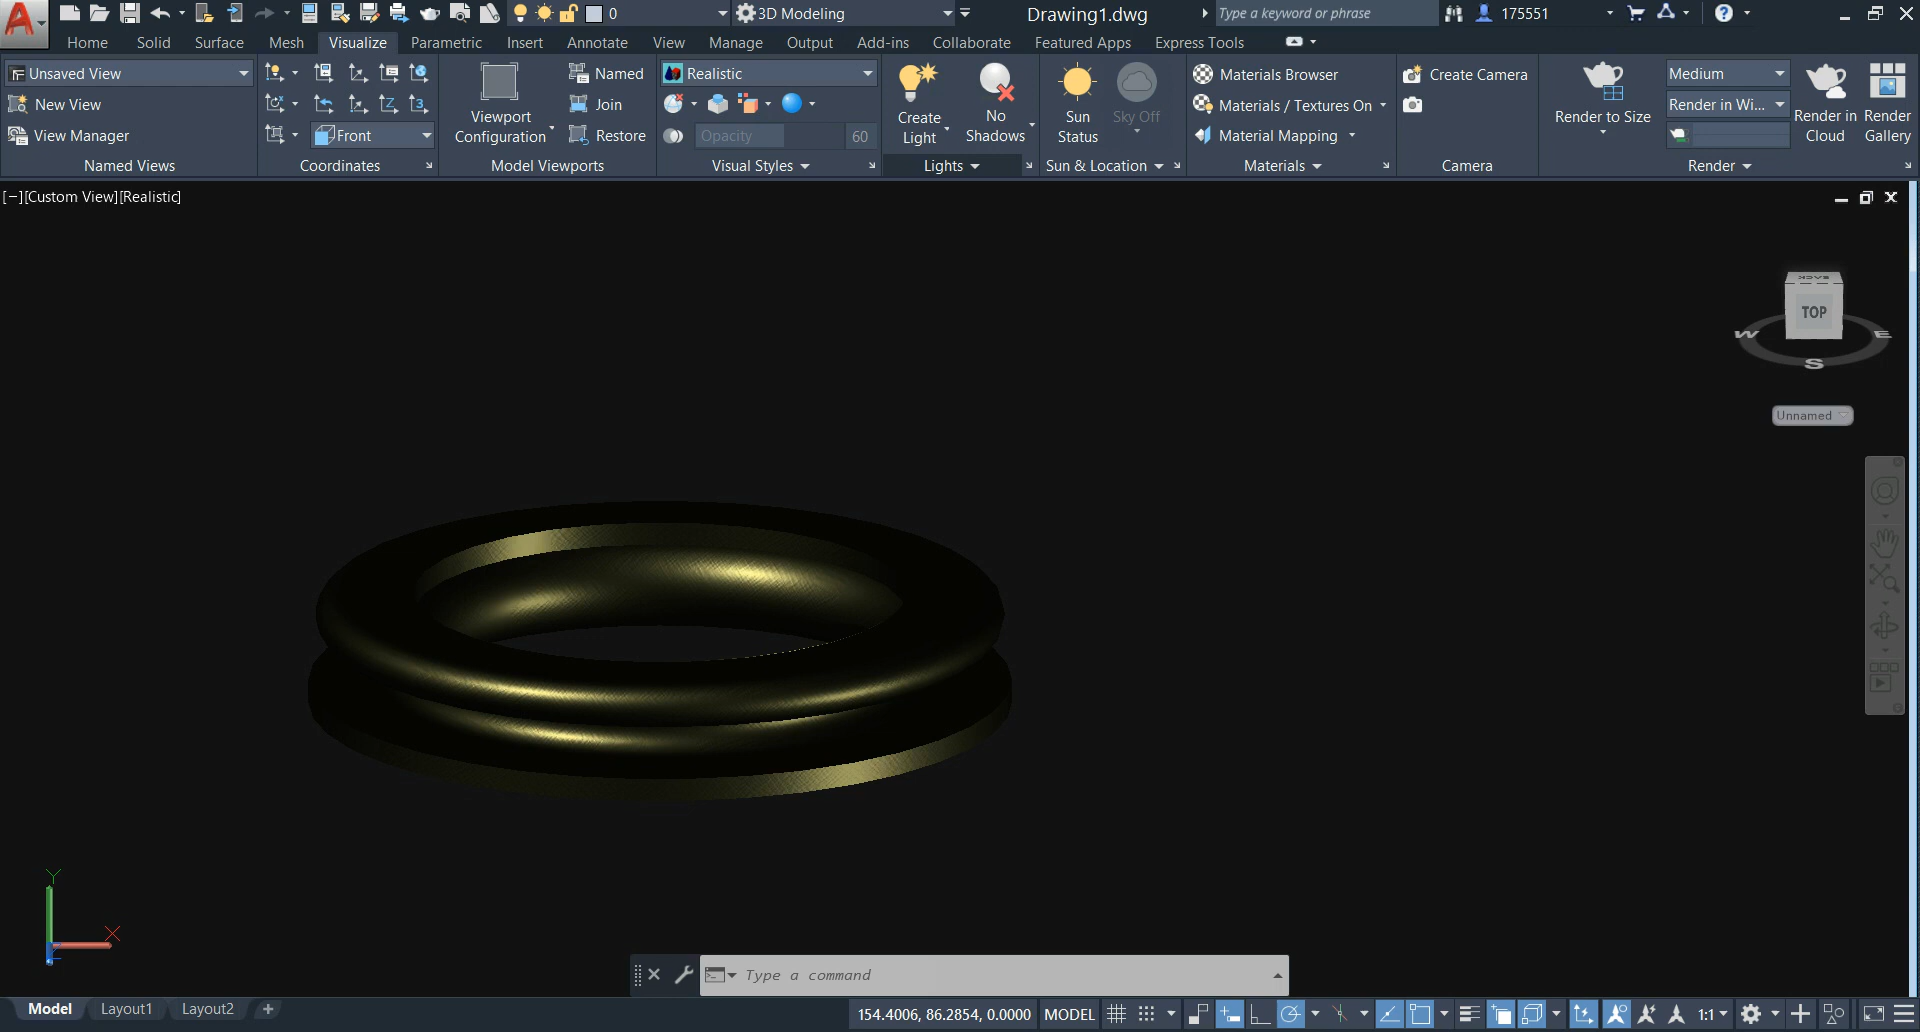 0
3D Modeling
Drawing1.dwg
Type a keyword or phrase
175551
Home Solid Surface Mesh Visualize Parametric Insert Annotate View Manage Output Add-ins Collaborate Featured Apps Express Tools
Unsaved View
New View
View Manager
Named Views
Front
Coordinates
Viewport
Configuration
Named
Join
Restore
Model Viewports
Realistic
Opacity 60
Visual Styles
Create
Light
No
Shadows
Lights
Sun
Status
Sky Off
Sun & Location
Materials Browser
Materials / Textures On
Material Mapping
Materials
Create Camera
Camera
Render to Size
Medium
Render in Wi...
Render in
Cloud
Render
Gallery
Render
[−][Custom View][Realistic]
BACK
TOP
W
E
S
Unnamed
Y
X
Type a command
Model Layout1 Layout2 +
154.4006, 86.2854, 0.0000 MODEL 1:1